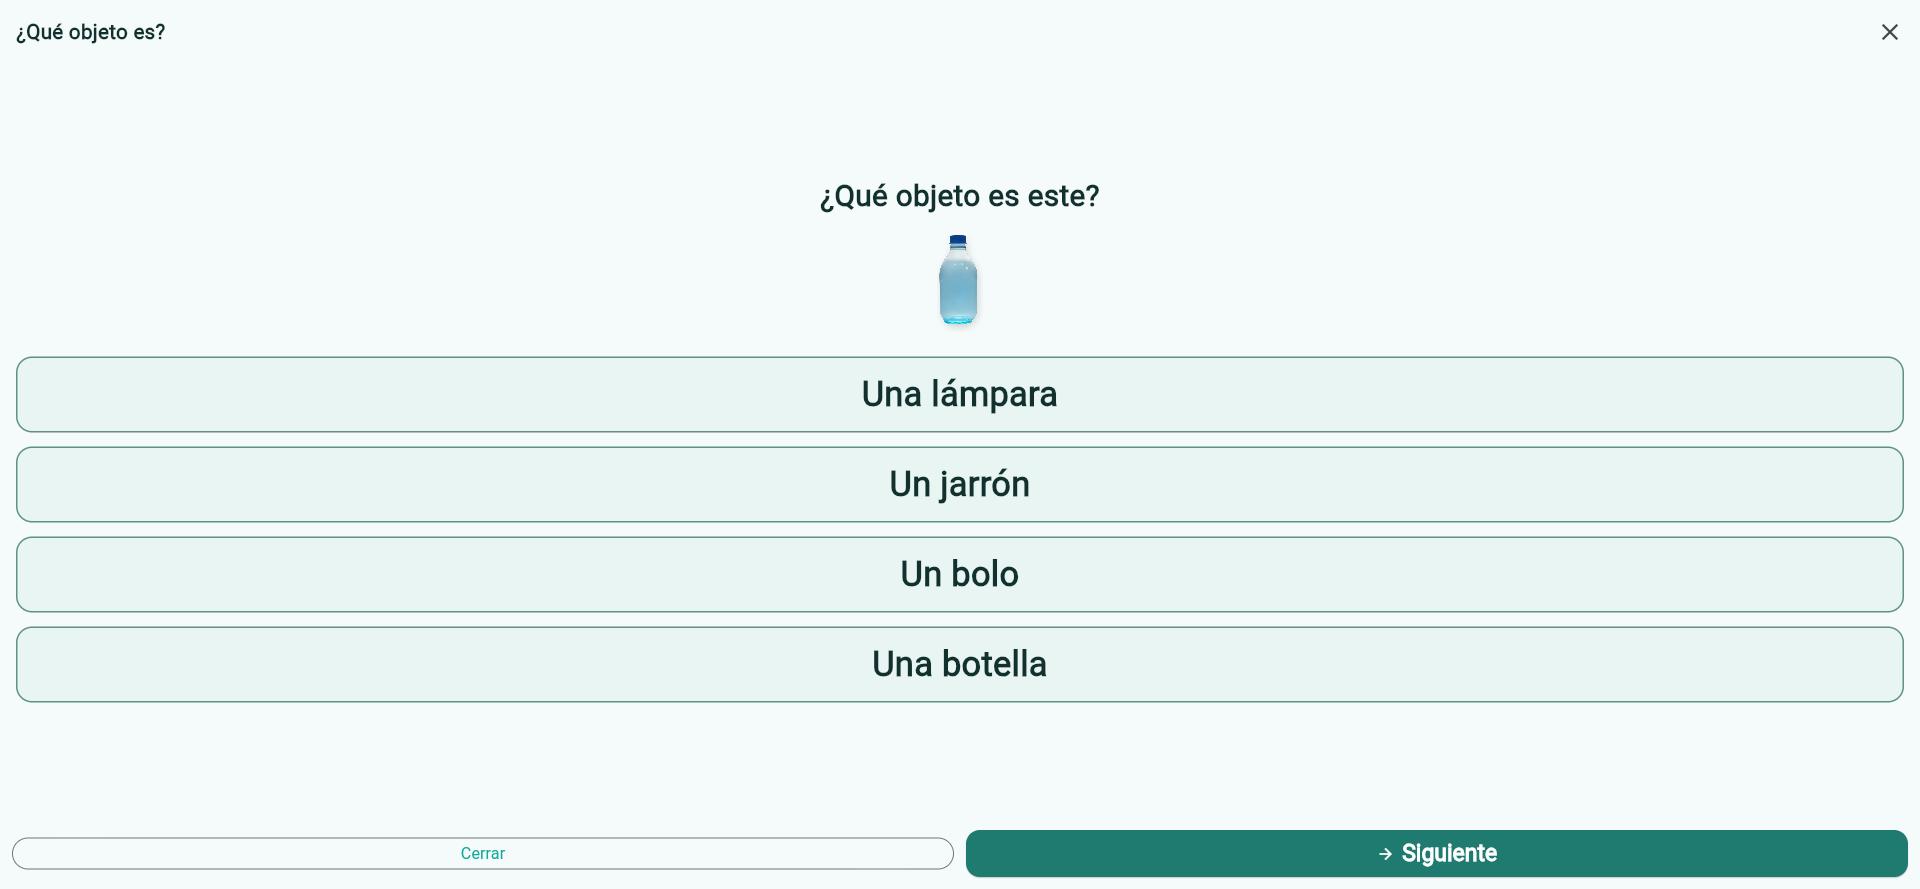 ¿Qué objeto es?
¿Qué objeto es este?
Una lámpara
Un jarrón
Un bolo
Una botella
Cerrar
Siguiente